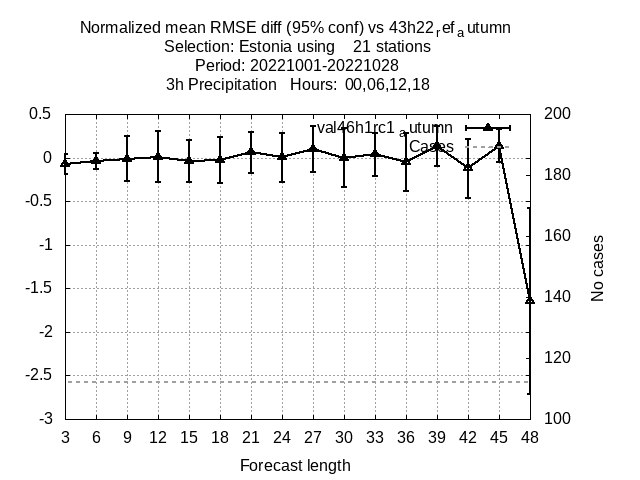 Normalized mean RMSE diff (95% conf) vs 43h22refautumn
Selection: Estonia using 21 stations
Period: 20221001-20221028
3h Precipitation Hours: 00,06,12,18
val46h1rc1autumn
Cases
0.5
0
-0.5
-1
-1.5
-2
-2.5
-3
200
180
160
140
120
100
No cases
3 6 9 12 15 18 21 24 27 30 33 36 39 42 45 48
Forecast length